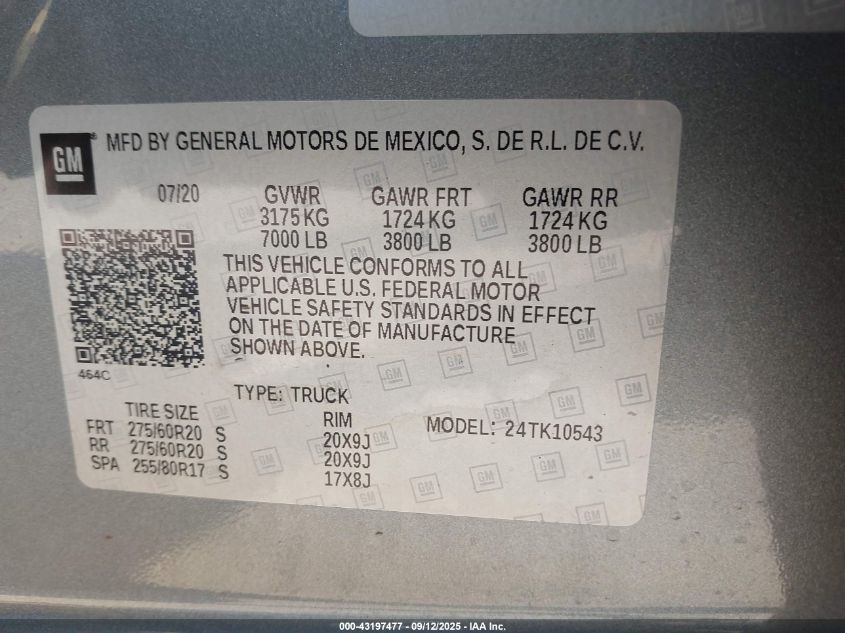 GM
MFD BY GENERAL MOTORS DE MEXICO, S. DE R.L. DE C.V.
07/20 GVWR GAWR FRT GAWR RR
3175 KG 1724 KG 1724 KG
7000 LB 3800 LB 3800 LB
THIS VEHICLE CONFORMS TO ALL
APPLICABLE U.S. FEDERAL MOTOR
VEHICLE SAFETY STANDARDS IN EFFECT
ON THE DATE OF MANUFACTURE
SHOWN ABOVE.
464C
TYPE: TRUCK
TIRE SIZE RIM MODEL: 24TK10543
FRT 275/60R20 S 20X9J
RR 275/60R20 S 20X9J
SPA 255/80R17 S 17X8J
000-43197477 - 09/12/2025 - IAA Inc.